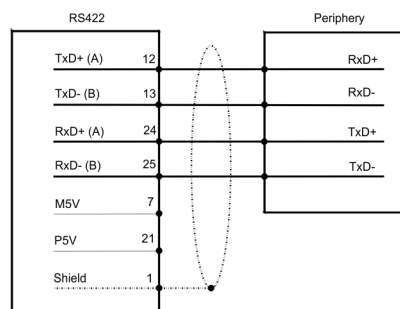 RS422 Periphery
TxD+ (A) 12 RxD+
TxD- (B) 13 RxD-
RxD+ (A) 24 TxD+
RxD- (B) 25 TxD-
M5V 7
P5V 21
Shield 1